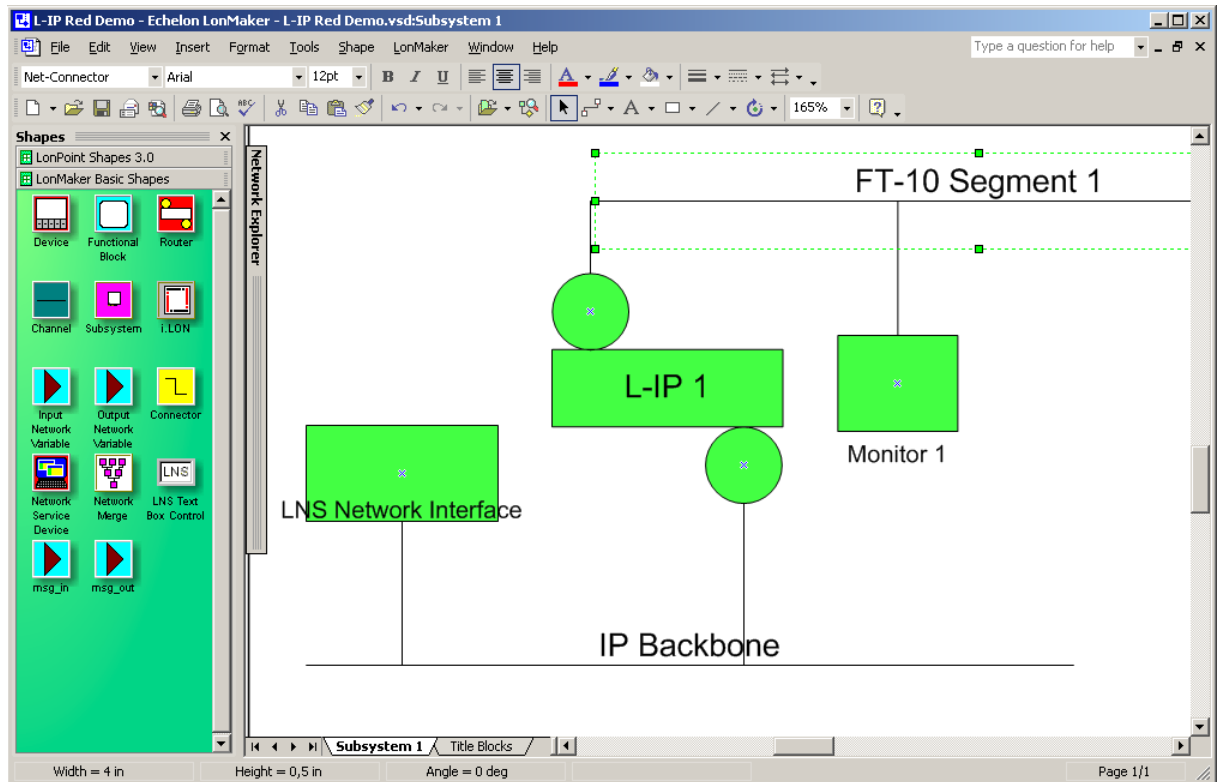 L-IP Red Demo - Echelon LonMaker - L-IP Red Demo.vsd:Subsystem 1
File Edit View Insert Format Tools Shape LonMaker Window Help
Type a question for help
Net-Connector Arial 12pt B I U A
ABC A 165% ?
Shapes
LonPoint Shapes 3.0
LonMaker Basic Shapes
Device
Functional
Block
Router
Channel
Subsystem
i.LON
Input
Network
Variable
Output
Network
Variable
Connector
Network
Service
Device
Network
Merge
LNS
LNS Text
Box Control
msg_in
msg_out
Network Explorer
FT-10 Segment 1
L-IP 1
Monitor 1
LNS Network Interface
IP Backbone
Subsystem 1 Title Blocks
Width = 4 in Height = 0,5 in Angle = 0 deg Page 1/1